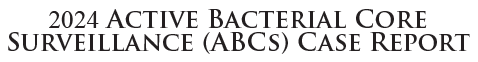 2024 Active Bacterial Core
Surveillance (ABCs) Case Report